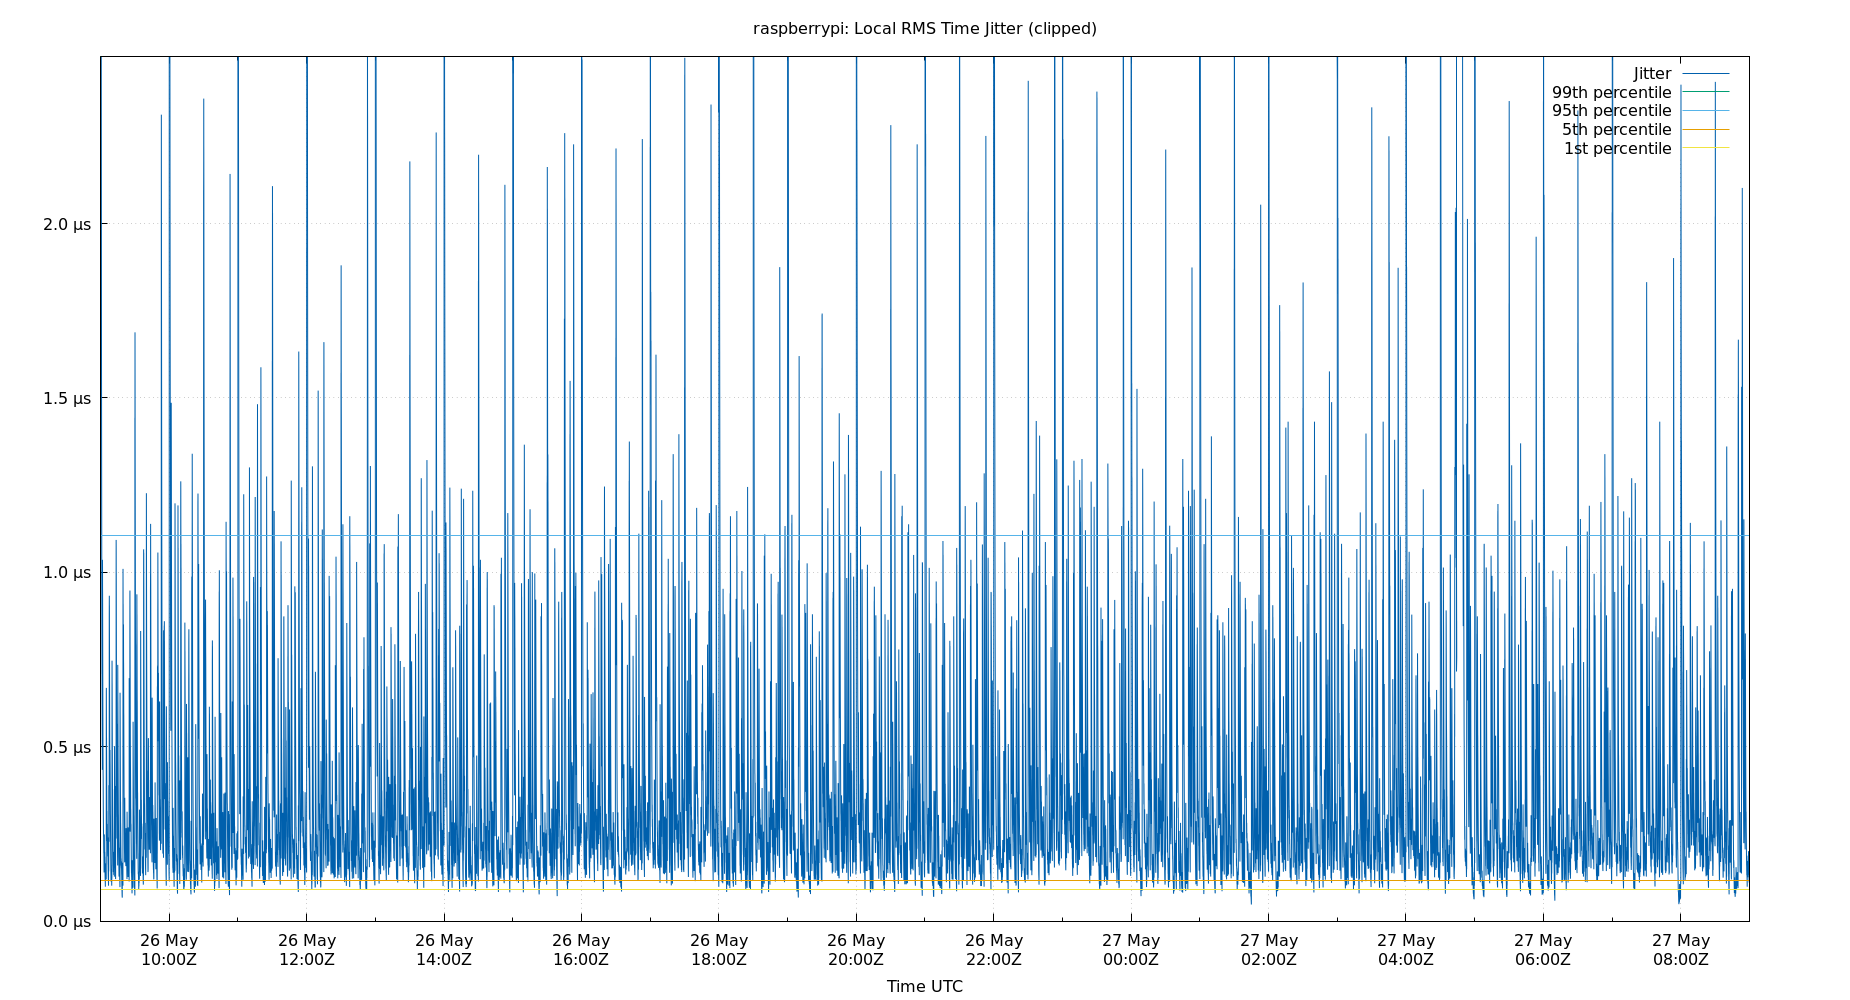 raspberrypi: Local RMS Time Jitter (clipped)
Jitter
99th percentile
95th percentile
5th percentile
1st percentile
2.0 µs
1.5 µs
1.0 µs
0.5 µs
0.0 µs
26 May 26 May 26 May 26 May 26 May 26 May 26 May 27 May 27 May 27 May 27 May 27 May
10:00Z 12:00Z 14:00Z 16:00Z 18:00Z 20:00Z 22:00Z 00:00Z 02:00Z 04:00Z 06:00Z 08:00Z
Time UTC